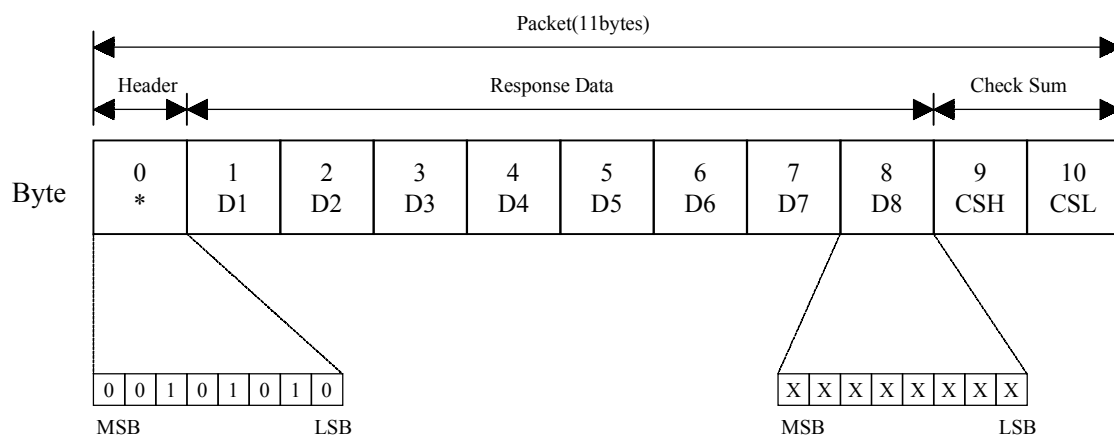 Packet(11bytes)
Header Response Data Check Sum
0 1 2 3 4 5 6 7 8 9 10
Byte * D1 D2 D3 D4 D5 D6 D7 D8 CSH CSL
0 0 1 0 1 0 1 0 X X X X X X X X
MSB LSB MSB LSB